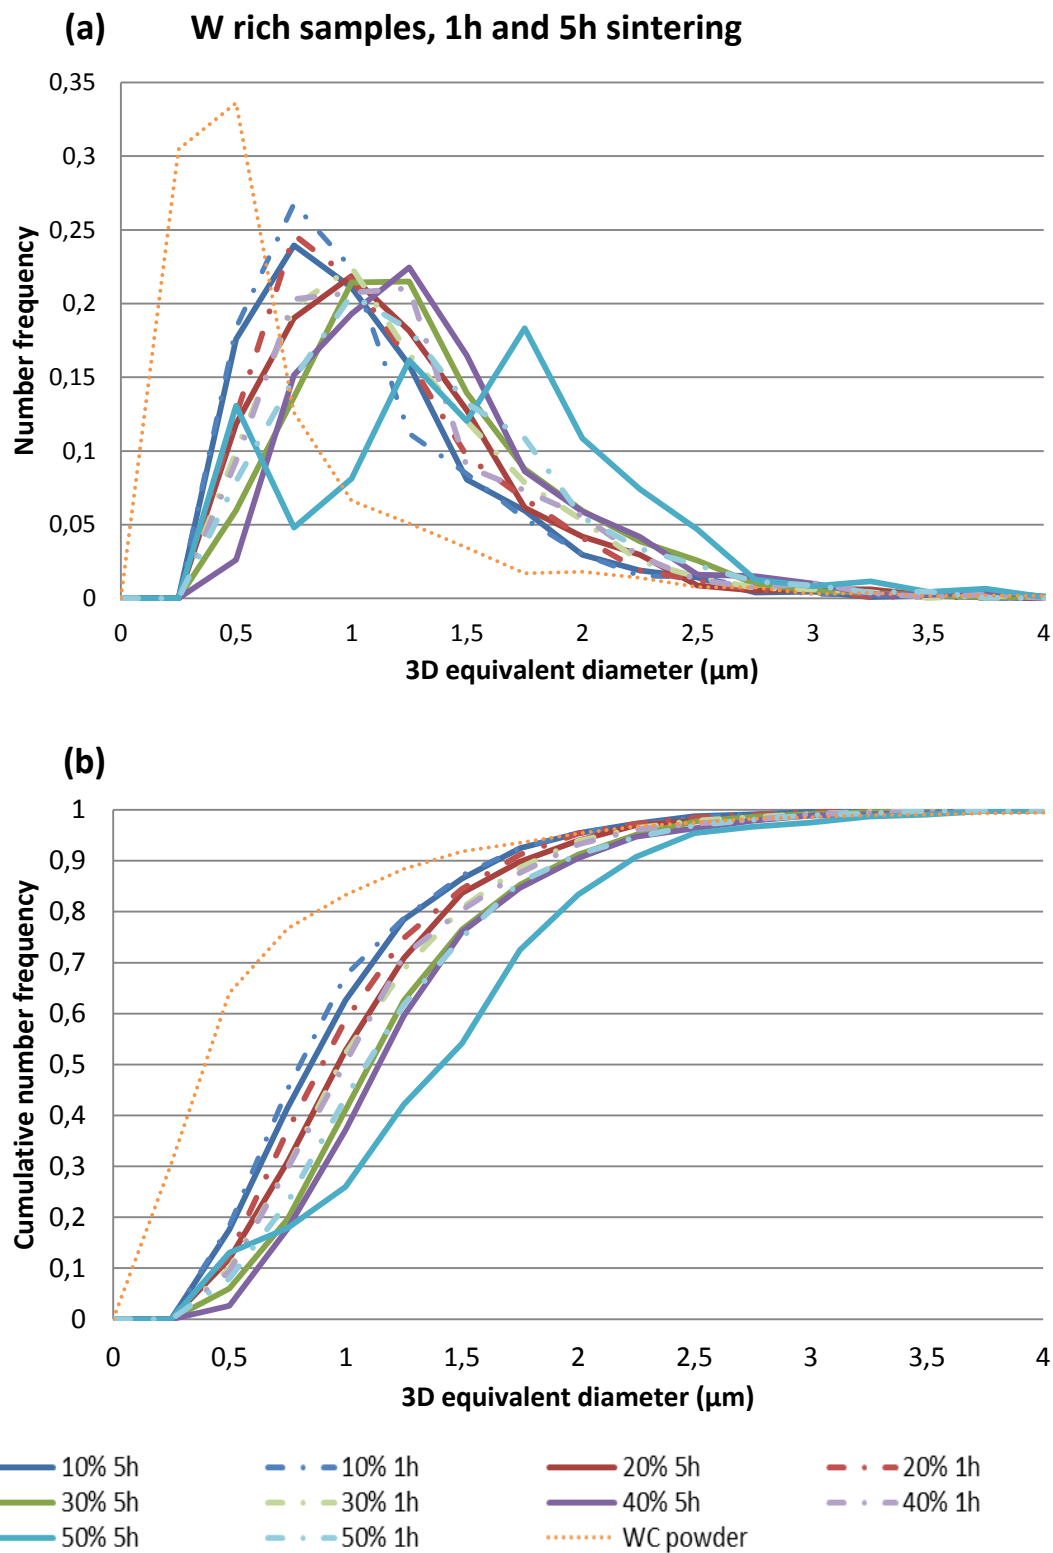 (a) W rich samples, 1h and 5h sintering
0,35
0,3
0,25
0,2
0,15
0,1
0,05
0
Number frequency
0 0,5 1 1,5 2 2,5 3 3,5 4
3D equivalent diameter (µm)
(b)
1
0,9
0,8
0,7
0,6
0,5
0,4
0,3
0,2
0,1
0
Cumulative number frequency
0 0,5 1 1,5 2 2,5 3 3,5 4
3D equivalent diameter (µm)
10% 5h 10% 1h 20% 5h 20% 1h
30% 5h 30% 1h 40% 5h 40% 1h
50% 5h 50% 1h WC powder